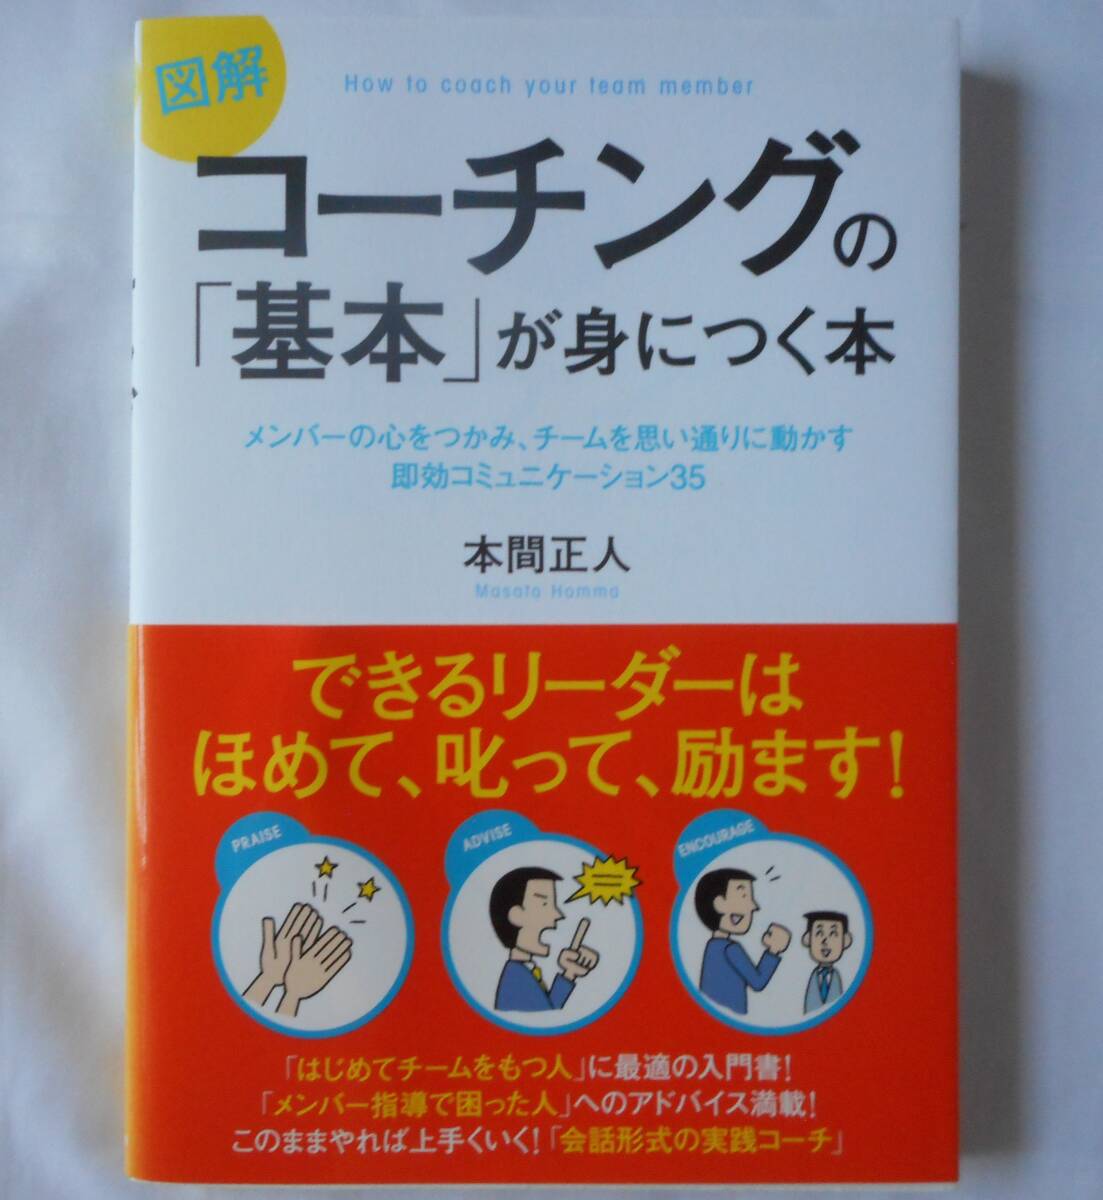 図解
How to coach your team member
コーチングの
「基本」が身につく本
メンバーの心をつかみ、チームを思い通りに動かす
即効コミュニケーション35
本間正人
Masato Homma
できるリーダーは
ほめて、叱って、励ます!
PRAISE
ADVISE
ENCOURAGE
「はじめてチームをもつ人」に最適の入門書!
「メンバー指導で困った人」へのアドバイス満載!
このままやれば上手くいく!「会話形式の実践コーチ」